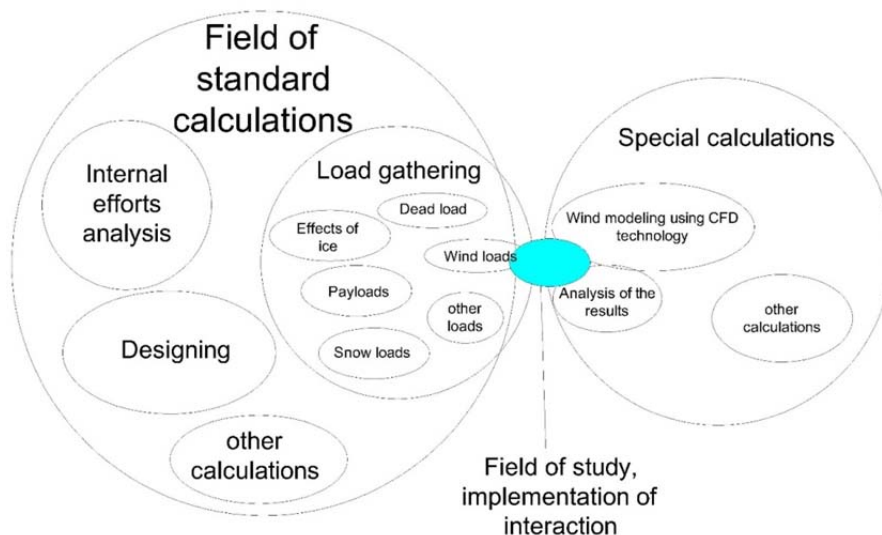 Field of
standard
calculations
Internal
efforts
analysis
Designing
other
calculations
Load gathering
Dead load
Effects of
ice
Wind loads
Payloads
other
loads
Snow loads
Special calculations
Wind modeling using CFD
technology
Analysis of the
results
other
calculations
Field of study,
implementation of
interaction